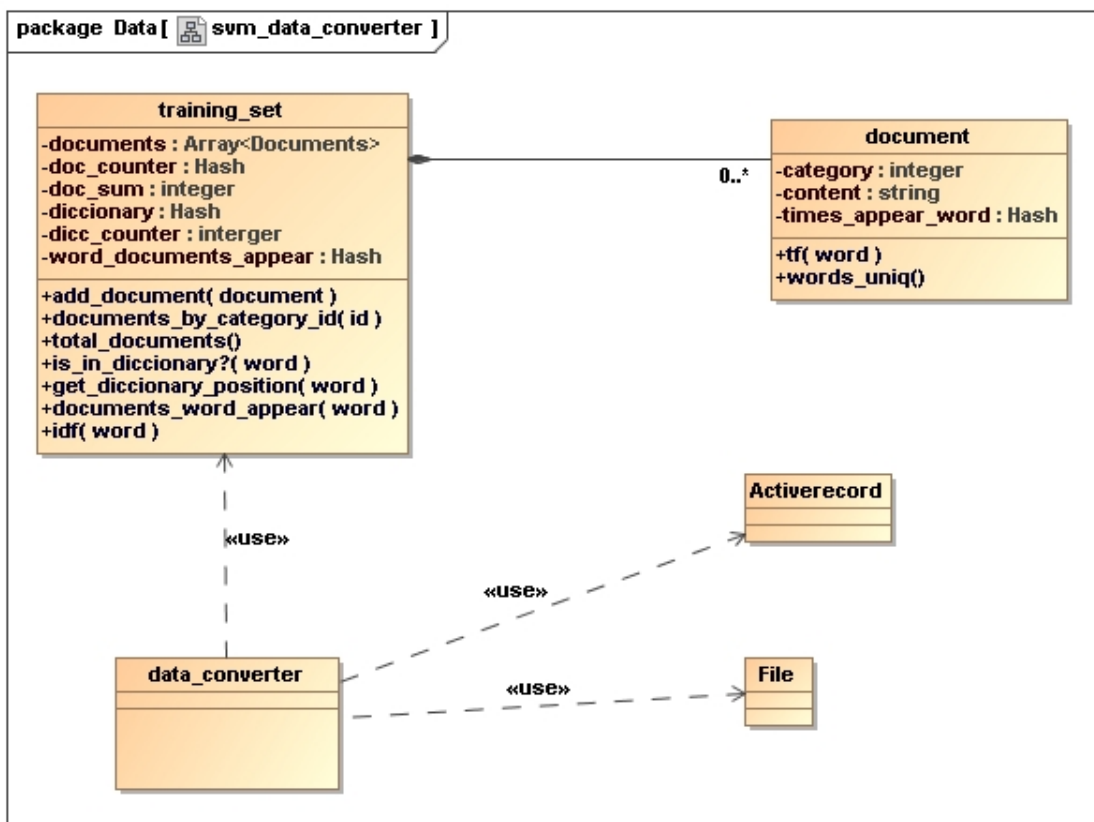 package Data [ svm_data_converter ]
training_set
-documents : Array<Documents>
-doc_counter : Hash
-doc_sum : integer
-diccionary : Hash
-dicc_counter : interger
-word_documents_appear : Hash
+add_document( document )
+documents_by_category_id( id )
+total_documents()
+is_in_diccionary?( word )
+get_diccionary_position( word )
+documents_word_appear( word )
+idf( word )
0..*
document
-category : integer
-content : string
-times_appear_word : Hash
+tf( word )
+words_uniq()
«use»
Activerecord
«use»
data_converter
«use»
File